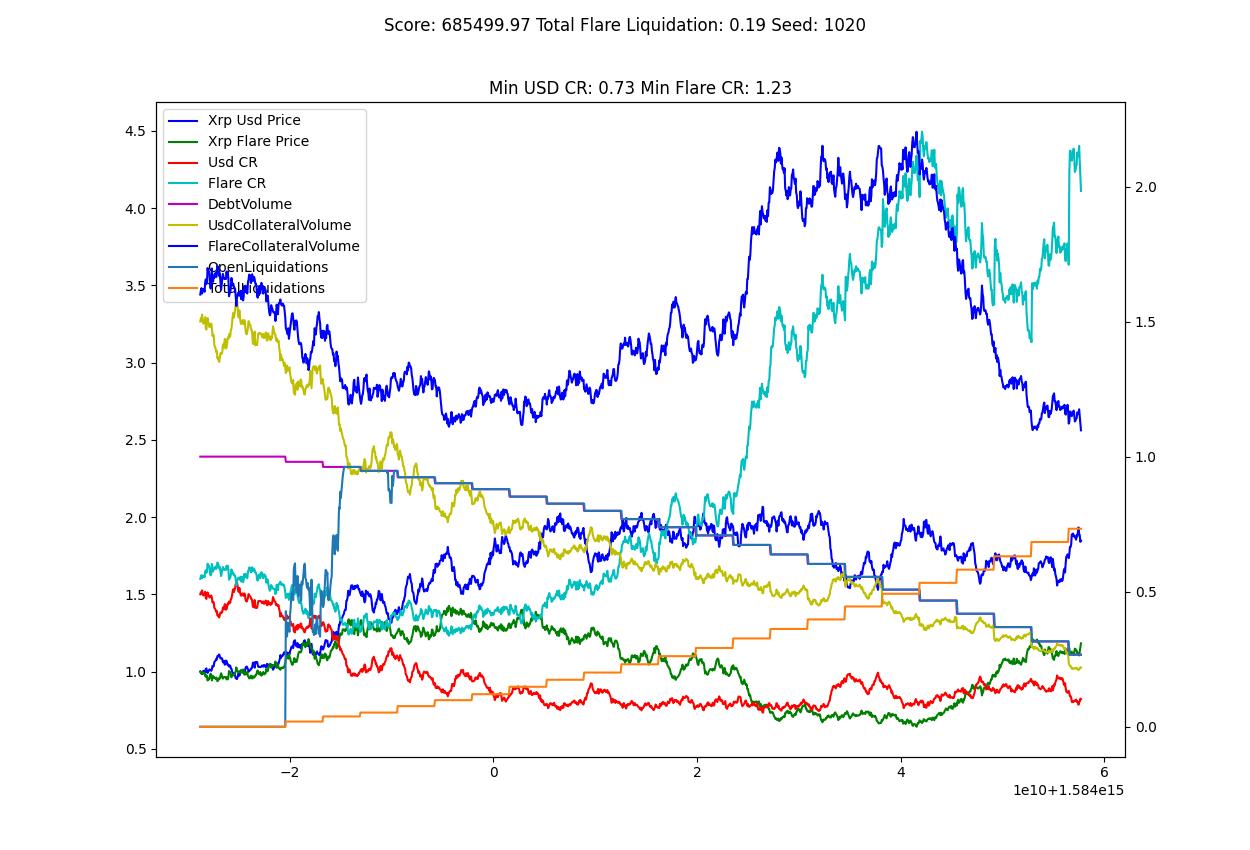 Score: 685499.97 Total Flare Liquidation: 0.19 Seed: 1020
Min USD CR: 0.73 Min Flare CR: 1.23
Xrp Usd Price
Xrp Flare Price
Usd CR
Flare CR
DebtVolume
UsdCollateralVolume
FlareCollateralVolume
OpenLiquidations
TotalLiquidations
4.5
4.0
3.5
3.0
2.5
2.0
1.5
1.0
0.5
2.0
1.5
1.0
0.5
0.0
−2
0
2
4
6
1e10+1.584e15